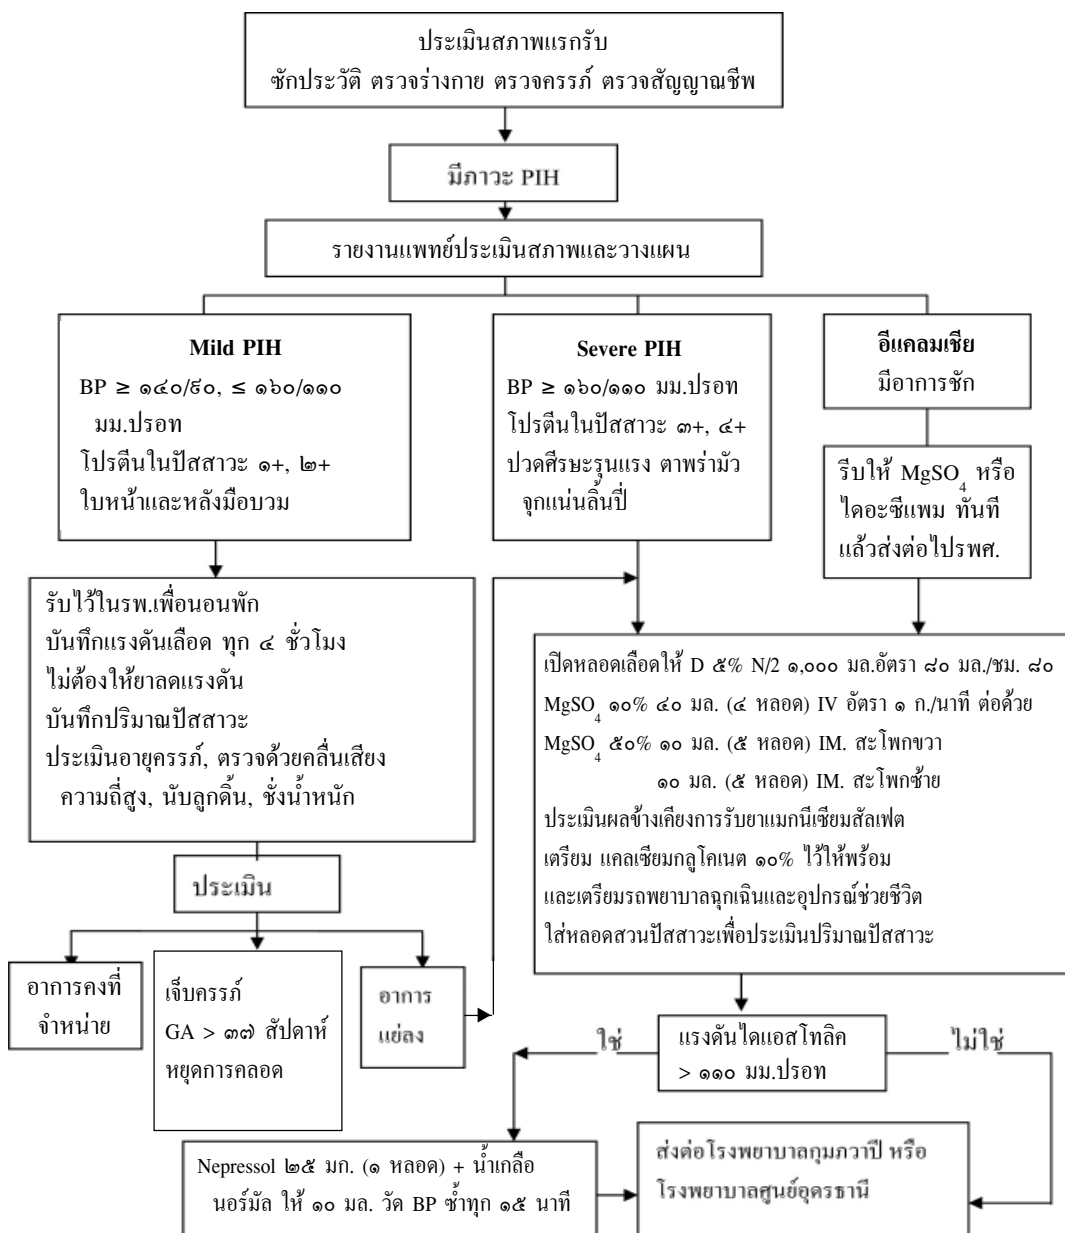 ประเมินสภาพแรกรับ
ซักประวัติ ตรวจร่างกาย ตรวจครรภ์ ตรวจสัญญาณชีพ
มีภาวะ PIH
รายงานแพทย์ประเมินสภาพและวางแผน
Mild PIH
BP ≥ ๑๔๐/๙๐, ≤ ๑๖๐/๑๑๐
มม.ปรอท
โปรตีนในปัสสาวะ ๑+, ๒+
ใบหน้าและหลังมือบวม
Severe PIH
BP ≥ ๑๖๐/๑๑๐ มม.ปรอท
โปรตีนในปัสสาวะ ๓+, ๔+
ปวดศีรษะรุนแรง ตาพร่ามัว
จุกแน่นลิ้นปี่
อีแคลมเซีย
มีอาการชัก
รีบให้ MgSO₄ หรือ
ไดอะซีแพม ทันที
แล้วส่งต่อไปรพศ.
รับไว้ในรพ.เพื่อนอนพัก
บันทึกแรงดันเลือด ทุก ๔ ชั่วโมง
ไม่ต้องให้ยาลดแรงดัน
บันทึกปริมาณปัสสาวะ
ประเมินอายุครรภ์, ตรวจด้วยคลื่นเสียง
ความถี่สูง, นับลูกดิ้น, ชั่งน้ำหนัก
เปิดหลอดเลือดให้ D ๕% N/2 ๑,๐๐๐ มล.อัตรา ๘๐ มล./ชม. ๘๐
MgSO₄ ๑๐% ๔๐ มล. (๔ หลอด) IV อัตรา ๑ ก./นาที ต่อด้วย
MgSO₄ ๕๐% ๑๐ มล. (๕ หลอด) IM. สะโพกขวา
๑๐ มล. (๕ หลอด) IM. สะโพกซ้าย
ประเมินผลข้างเคียงการรับยาแมกนีเซียมสัลเฟต
เตรียม แคลเซียมกลูโคเนต ๑๐% ไว้ให้พร้อม
และเตรียมรถพยาบาลฉุกเฉินและอุปกรณ์ช่วยชีวิต
ใส่หลอดสวนปัสสาวะเพื่อประเมินปริมาณปัสสาวะ
ประเมิน
อาการคงที่
จำหน่าย
เจ็บครรภ์
GA > ๓๗ สัปดาห์
หยุดการคลอด
อาการ
แย่ลง
ใช่
แรงดันไดแอสโทลิค
> ๑๑๐ มม.ปรอท
ไม่ใช่
Nepressol ๒๕ มก. (๑ หลอด) + น้ำเกลือ
นอร์มัล ให้ ๑๐ มล. วัด BP ซ้ำทุก ๑๕ นาที
ส่งต่อโรงพยาบาลกุมภวาปี หรือ
โรงพยาบาลศูนย์อุดรธานี